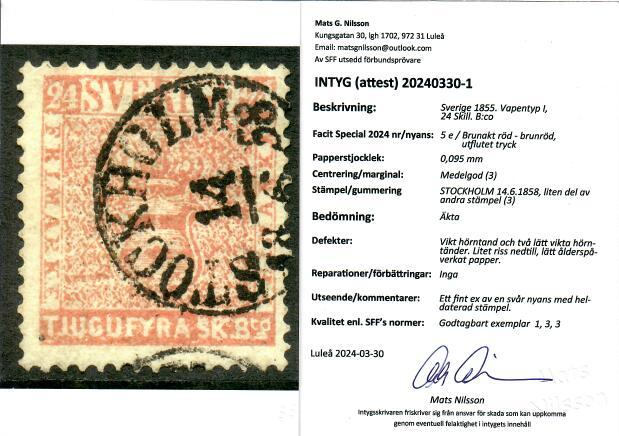 24 SVERIGE
TJUGUFYRA SK. Bco
STOCKHOLM
14
Mats G. Nilsson
Kungsgatan 30, lgh 1702, 972 31 Luleå
Email: matsgnilsson@outlook.com
Av SFF utsedd förbundsprövare
INTYG (attest) 20240330-1
Beskrivning: Sverige 1855. Vapentyp I,
24 Skill. B:co
Facit Special 2024 nr/nyans: 5 e / Brunakt röd - brunröd,
utflutet tryck
Papperstjocklek: 0,095 mm
Centrering/marginal: Medelgod (3)
Stämpel/gummering STOCKHOLM 14.6.1858, liten del av
andra stämpel (3)
Bedömning: Äkta
Defekter: Vikt hörntand och två lätt vikta hörn-
tänder. Litet riss nedtill, lätt ålderspå-
verkat papper.
Reparationer/förbättringar: Inga
Utseende/kommentarer: Ett fint ex av en svår nyans med hel-
daterad stämpel.
Kvalitet enl. SFF's normer: Godtagbart exemplar 1, 3, 3
Luleå 2024-03-30
Mats
Nilsson
Mats Nilsson
Intygsskrivaren friskriver sig från ansvar för skada som kan uppkomma
genom eventuell felaktighet i intygets innehåll